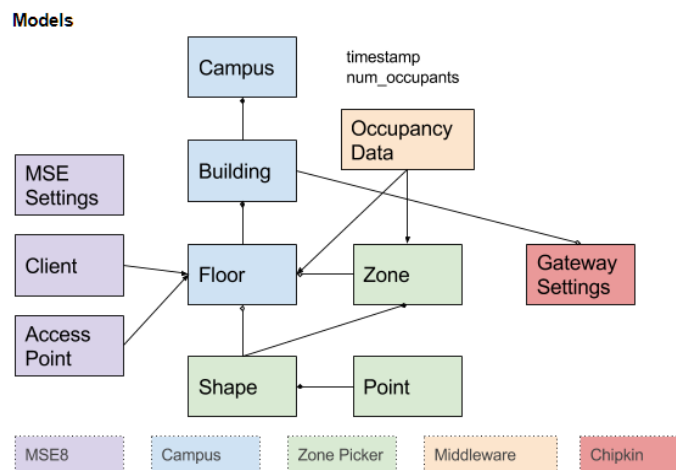 Models
Campus
timestamp
num_occupants
Occupancy
Data
Building
MSE
Settings
Client
Floor
Zone
Gateway
Settings
Access
Point
Shape
Point
MSE8
Campus
Zone Picker
Middleware
Chipkin